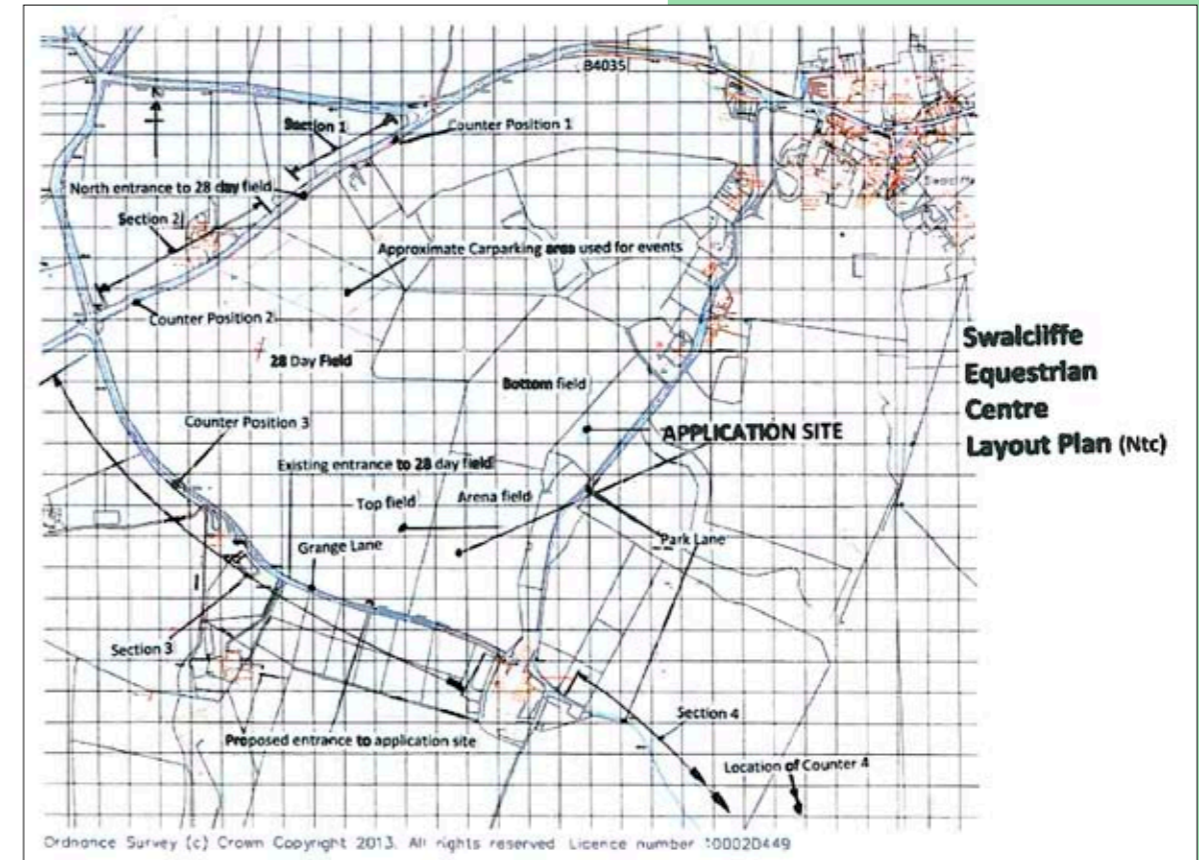 B4035
Section 1
Counter Position 1
North entrance to 28 day field
Section 2
Approximate Carparking area used for events
Counter Position 2
28 Day Field
Bottom field
Swalcliffe
Equestrian
Centre
Layout Plan (Ntc)
Counter Position 3
APPLICATION SITE
Existing entrance to 28 day field
Top field
Arena field
Park Lane
Grange Lane
Section 3
Section 4
Proposed entrance to application site
Location of Counter 4
Ordnance Survey (c) Crown Copyright 2013. All rights reserved. Licence number 100020449